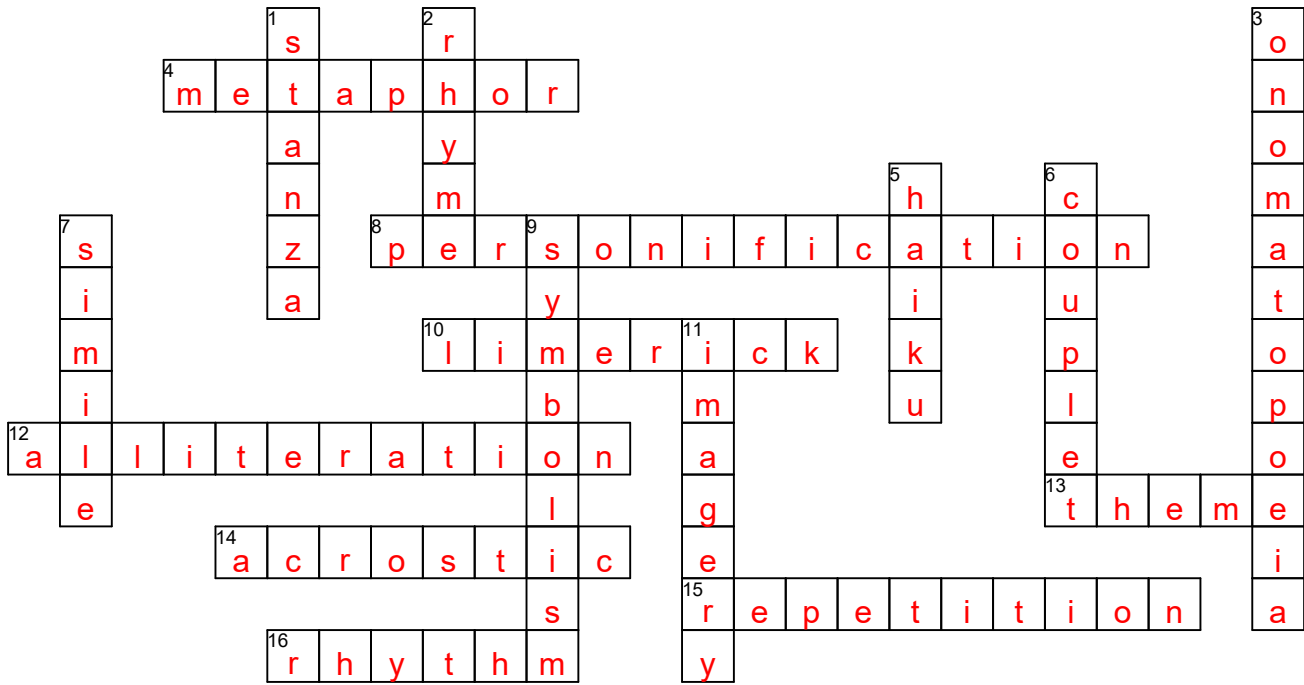 1 stanza
2 rhyme
3 onomatopoeia
4 metaphor
5 haiku
6 couplet
7 simile
8 personification
9 symbolism
10 limerick
11 imagery
12 alliteration
13 theme
14 acrostic
15 repetition
16 rhythm